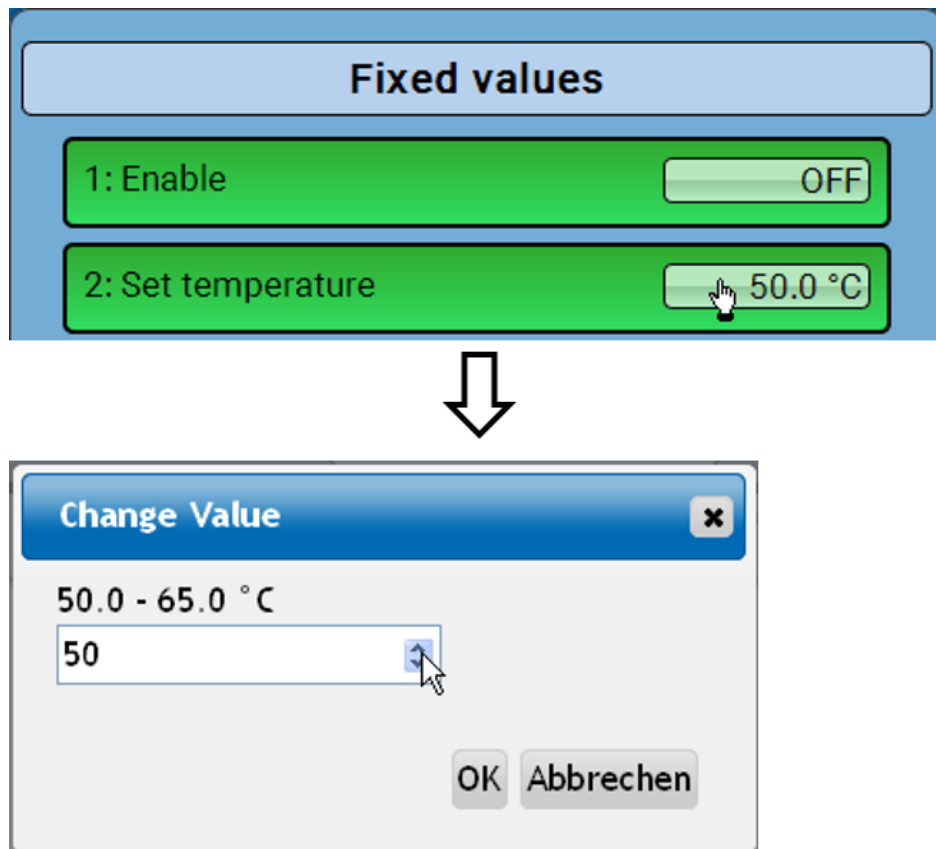 Fixed values
1: Enable OFF
2: Set temperature 50.0 °C
Change Value
50.0 - 65.0 °C
50
OK Abbrechen